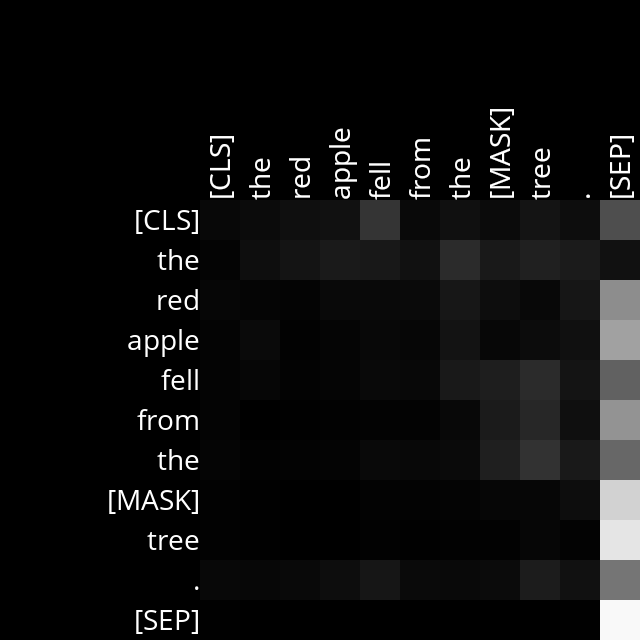 [CLS] the red apple fell from the [MASK] tree . [SEP]
[CLS]
the
red
apple
fell
from
the
[MASK]
tree
.
[SEP]